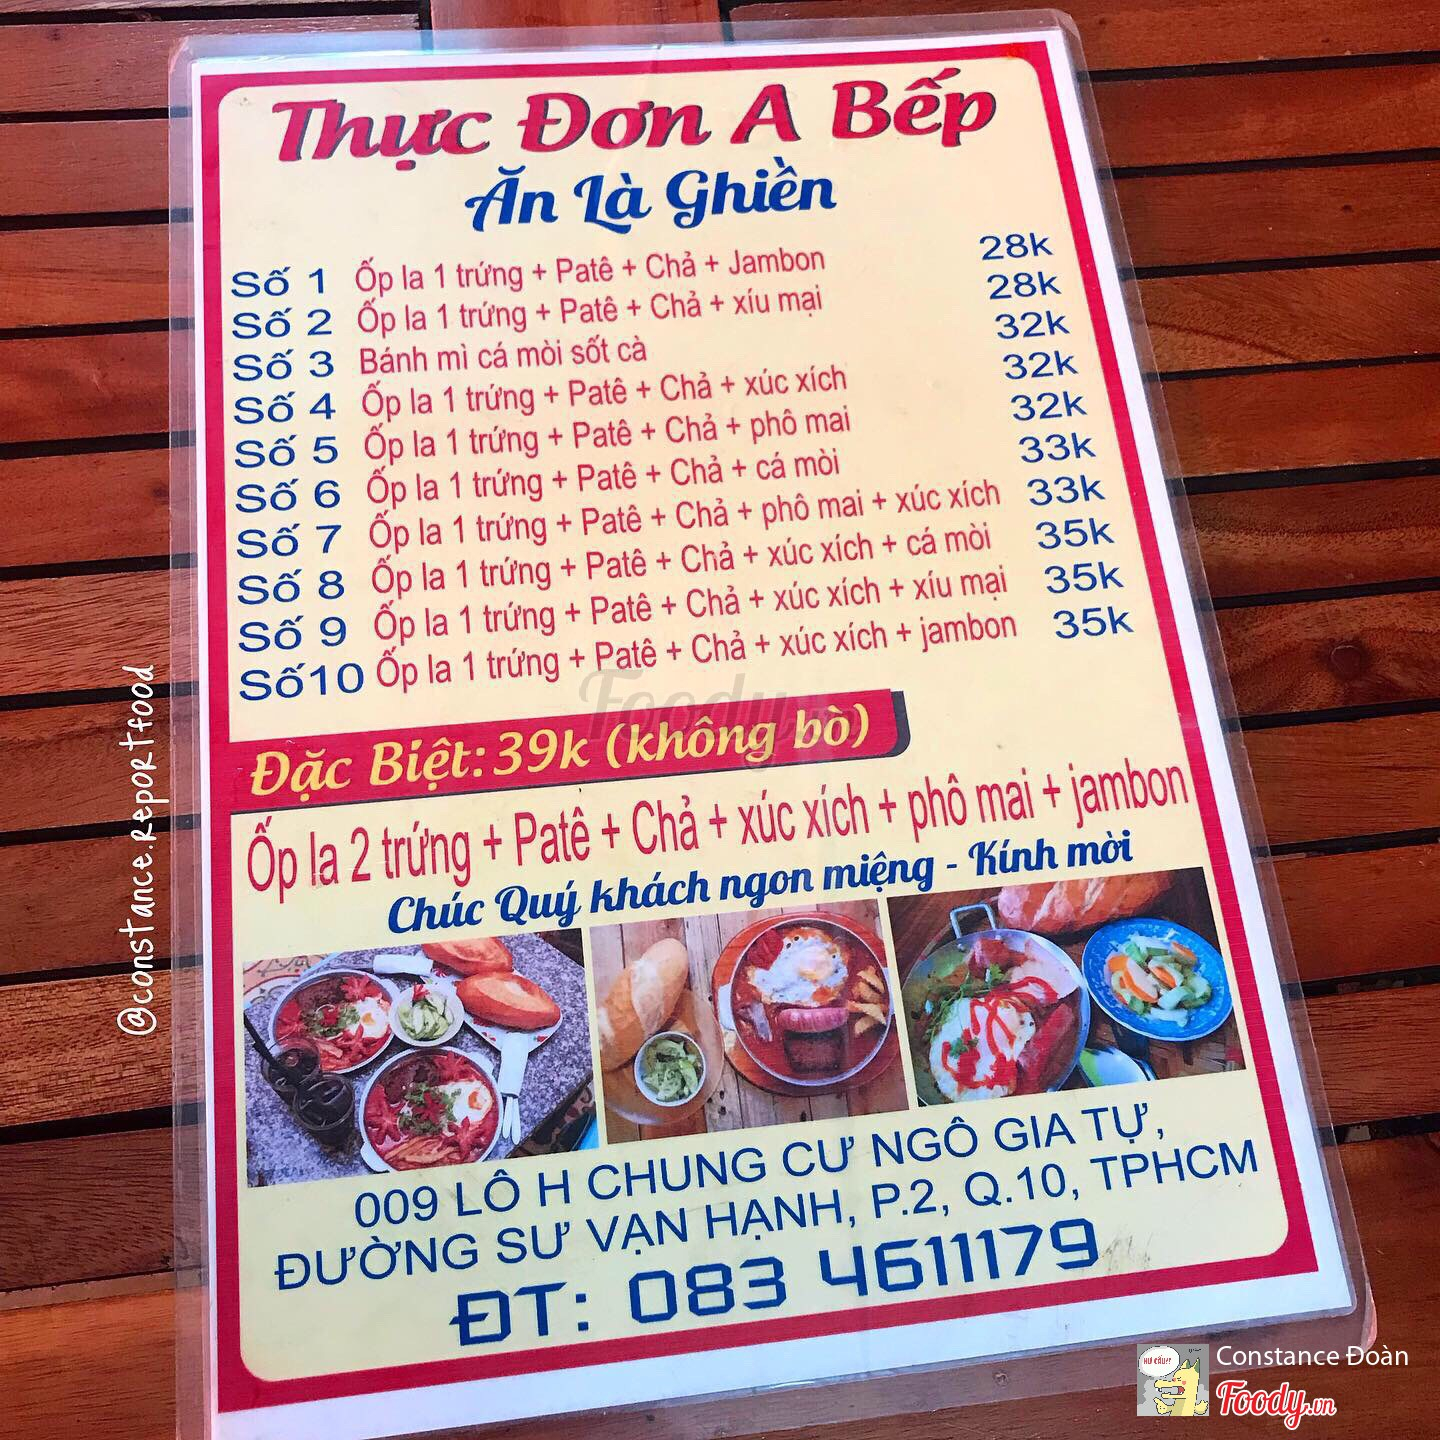 Thực Đơn A Bếp
Ăn Là Ghiền
Số 1 Ốp la 1 trứng + Patê + Chả + Jambon 28k
Số 2 Ốp la 1 trứng + Patê + Chả + xíu mại 28k
Số 3 Bánh mì cá mòi sốt cà 32k
Số 4 Ốp la 1 trứng + Patê + Chả + xúc xích 32k
Số 5 Ốp la 1 trứng + Patê + Chả + phô mai 32k
Số 6 Ốp la 1 trứng + Patê + Chả + cá mòi 33k
Số 7 Ốp la 1 trứng + Patê + Chả + phô mai + xúc xích 33k
Số 8 Ốp la 1 trứng + Patê + Chả + xúc xích + cá mòi 35k
Số 9 Ốp la 1 trứng + Patê + Chả + xúc xích + xíu mại 35k
Số10 Ốp la 1 trứng + Patê + Chả + xúc xích + jambon 35k
Đặc Biệt: 39k (không bò)
Ốp la 2 trứng + Patê + Chả + xúc xích + phô mai + jambon
Chúc Quý khách ngon miệng - Kính mời
009 LÔ H CHUNG CƯ NGÔ GIA TỰ,
ĐƯỜNG SƯ VẠN HẠNH, P.2, Q.10, TPHCM
ĐT: 083 4611179
@constance.reportfood
Foody
Constance Đoàn
Foody.vn